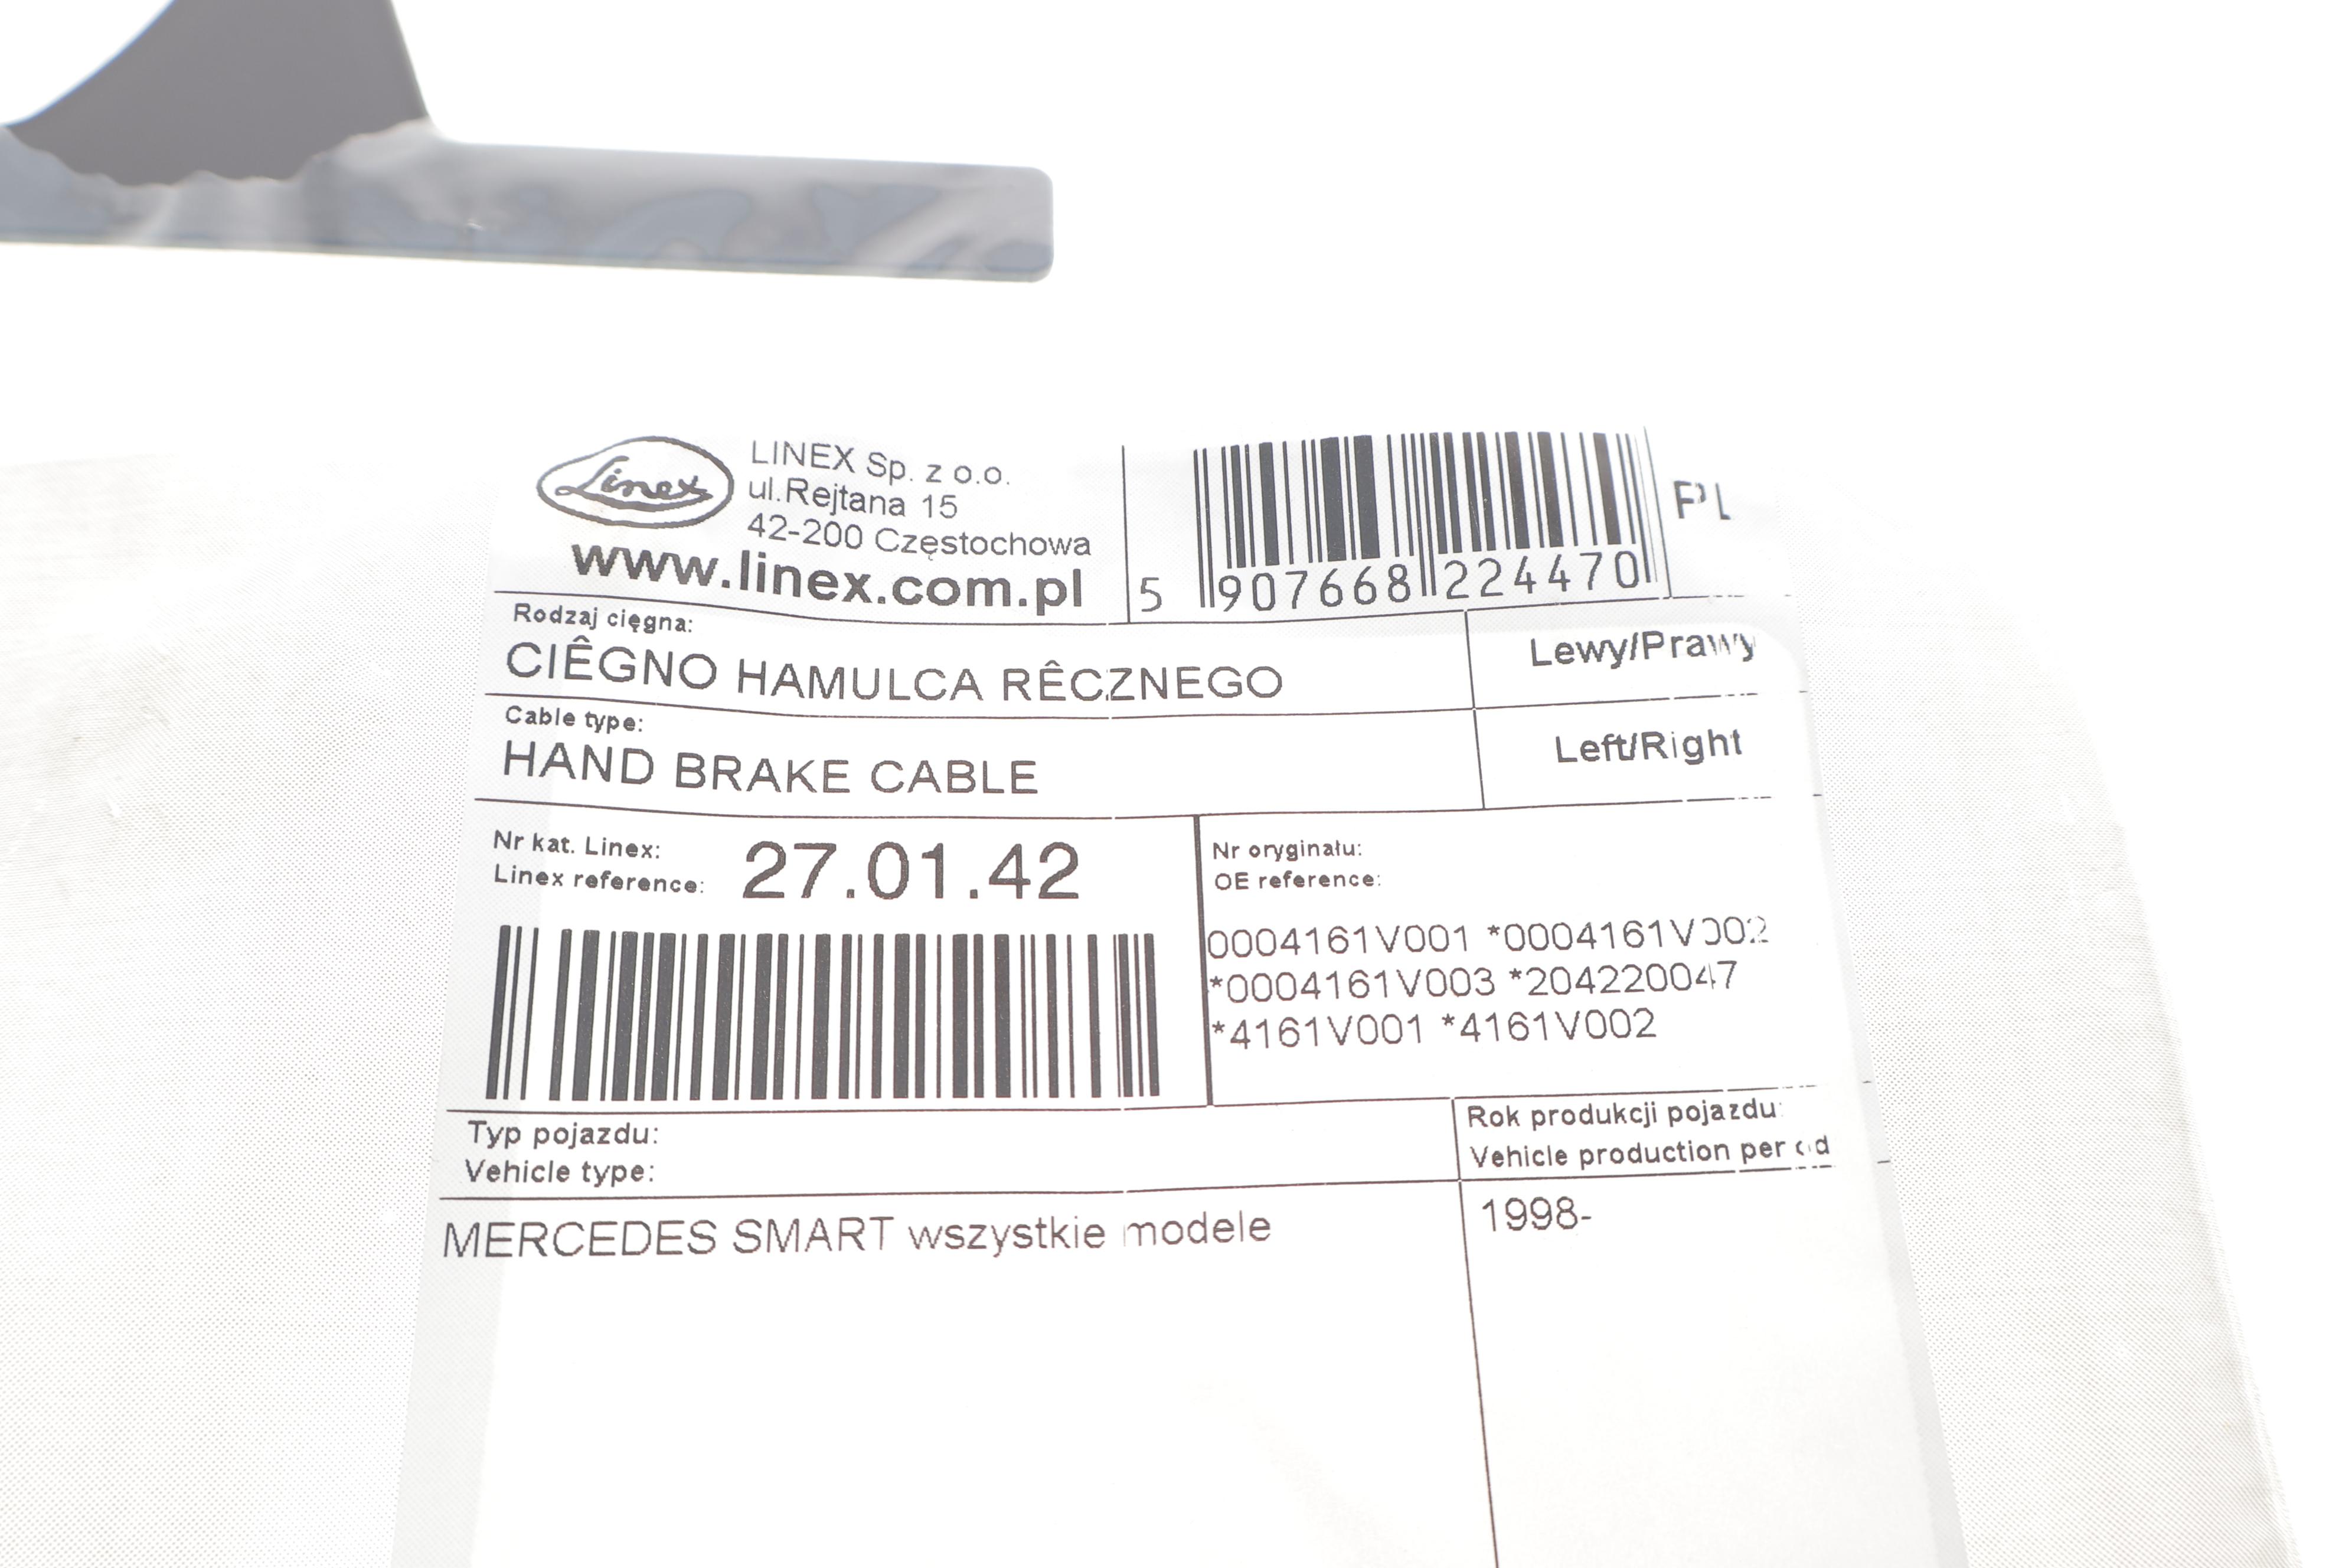 Linex
LINEX Sp. z o.o.
ul.Rejtana 15
42-200 Częstochowa
www.linex.com.pl
5 907668 224470
PL
Rodzaj cięgna:
CIÊGNO HAMULCA RÊCZNEGO
Lewy/Prawy
Cable type:
HAND BRAKE CABLE
Left/Right
Nr kat. Linex:
Linex reference:
27.01.42
Nr oryginału:
OE reference:
0004161V001 *0004161V002
*0004161V003 *204220047
*4161V001 *4161V002
Typ pojazdu:
Vehicle type:
Rok produkcji pojazdu:
Vehicle production period
MERCEDES SMART wszystkie modele
1998-